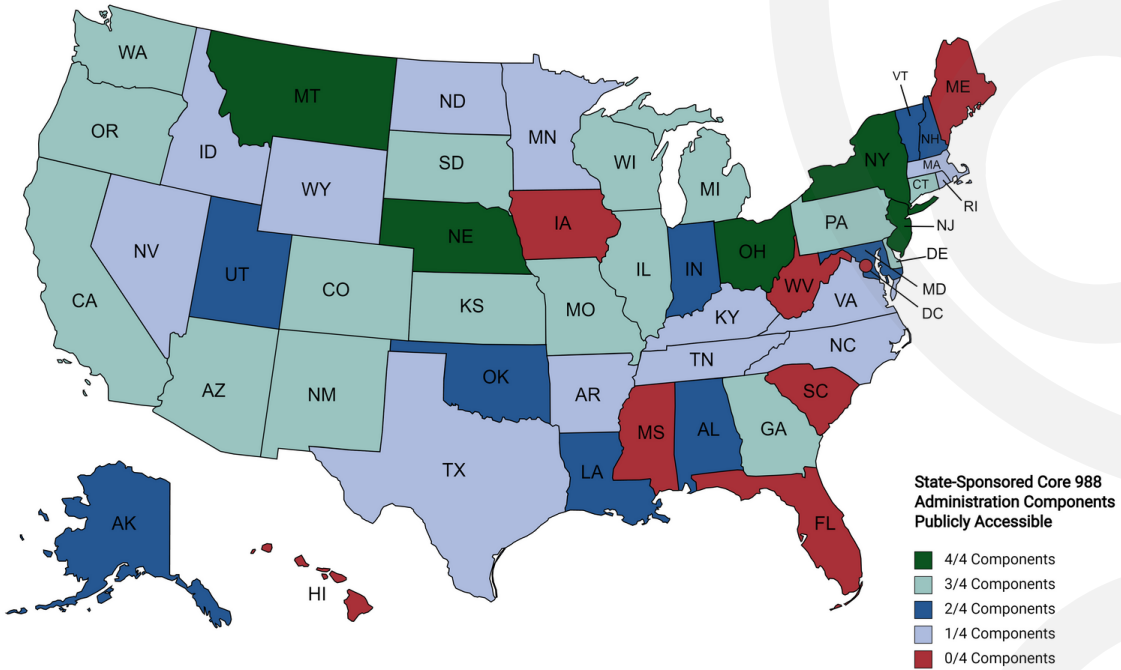 WA
MT
ND
MN
VT
ME
OR
ID
SD
WI
MI
NY
NH
MA
CT
RI
WY
IA
PA
NJ
NE
OH
DE
NV
UT
IL
IN
MD
CA
CO
KS
MO
WV
VA
DC
KY
NC
TN
AZ
NM
OK
AR
SC
MS
AL
GA
TX
LA
FL
AK
HI
State-Sponsored Core 988
Administration Components
Publicly Accessible
4/4 Components
3/4 Components
2/4 Components
1/4 Components
0/4 Components